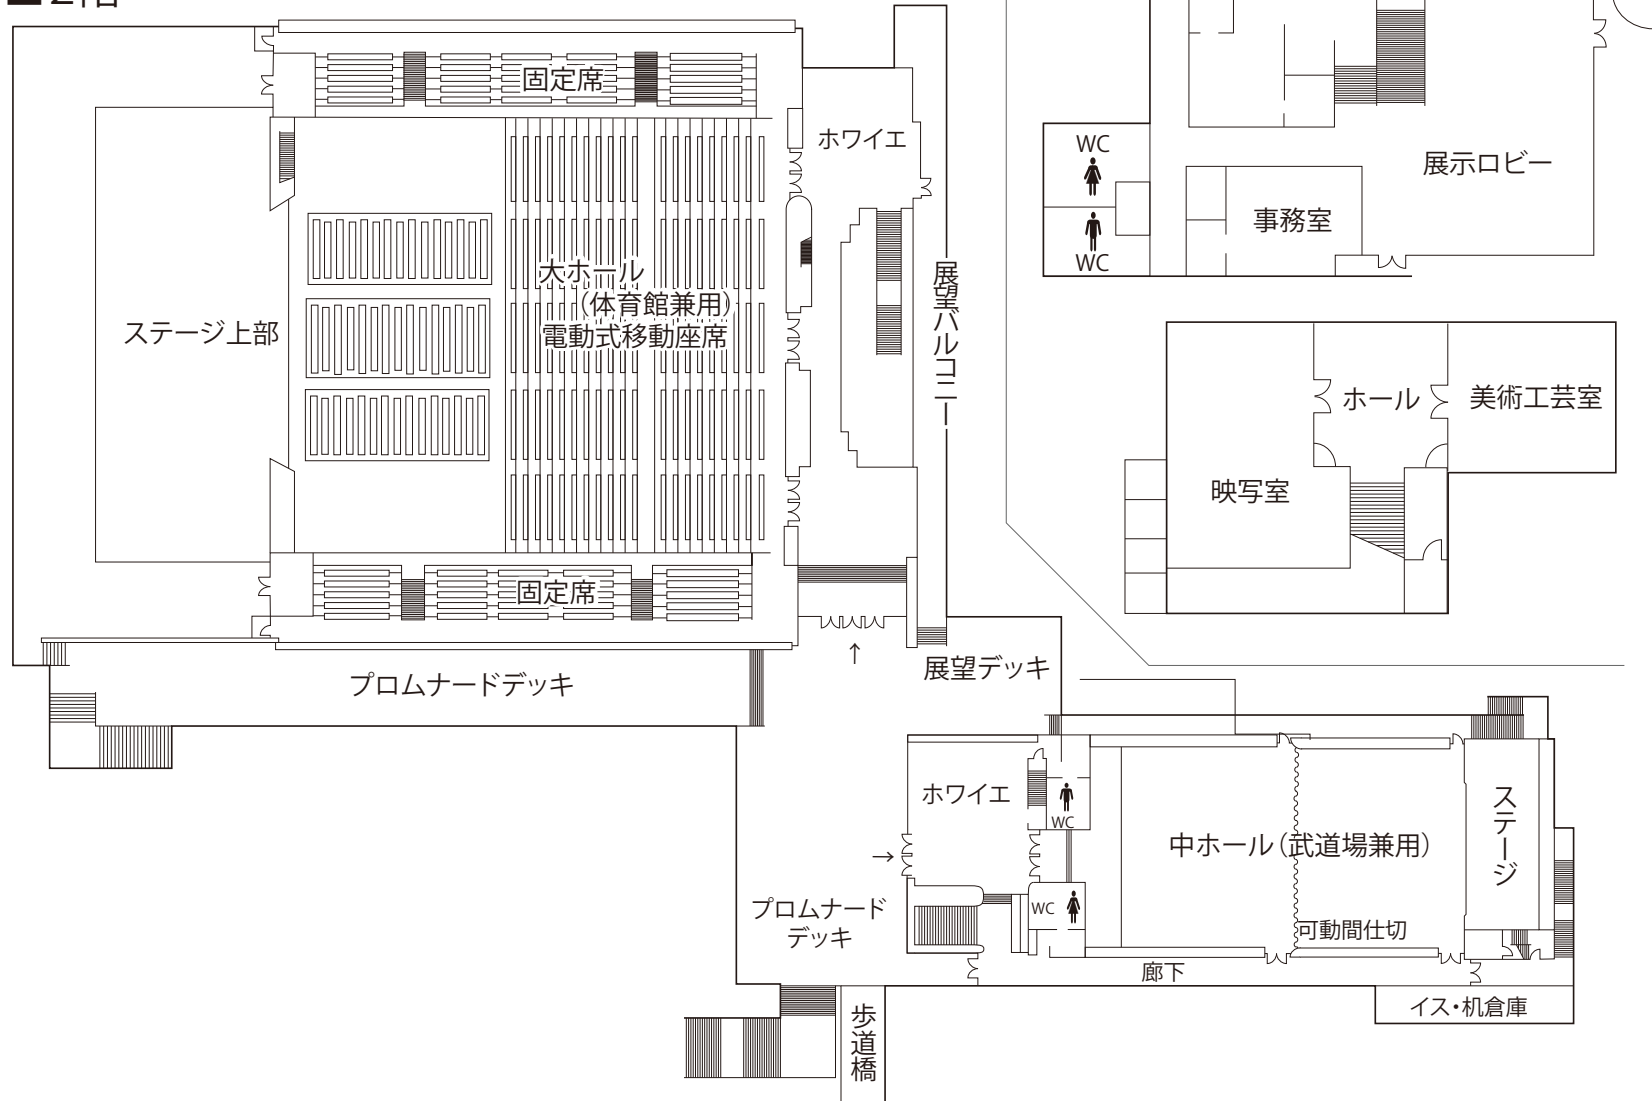 2階
固定席
ホワイエ
大ホール
（体育館兼用）
電動式移動座席
ステージ上部
展望バルコニー
固定席
プロムナードデッキ
展望デッキ
WC
WC
事務室
展示ロビー
ホール
美術工芸室
映写室
ホワイエ
WC
WC
中ホール（武道場兼用）
可動間仕切
ステージ
プロムナード
デッキ
廊下
イス・机倉庫
歩道橋